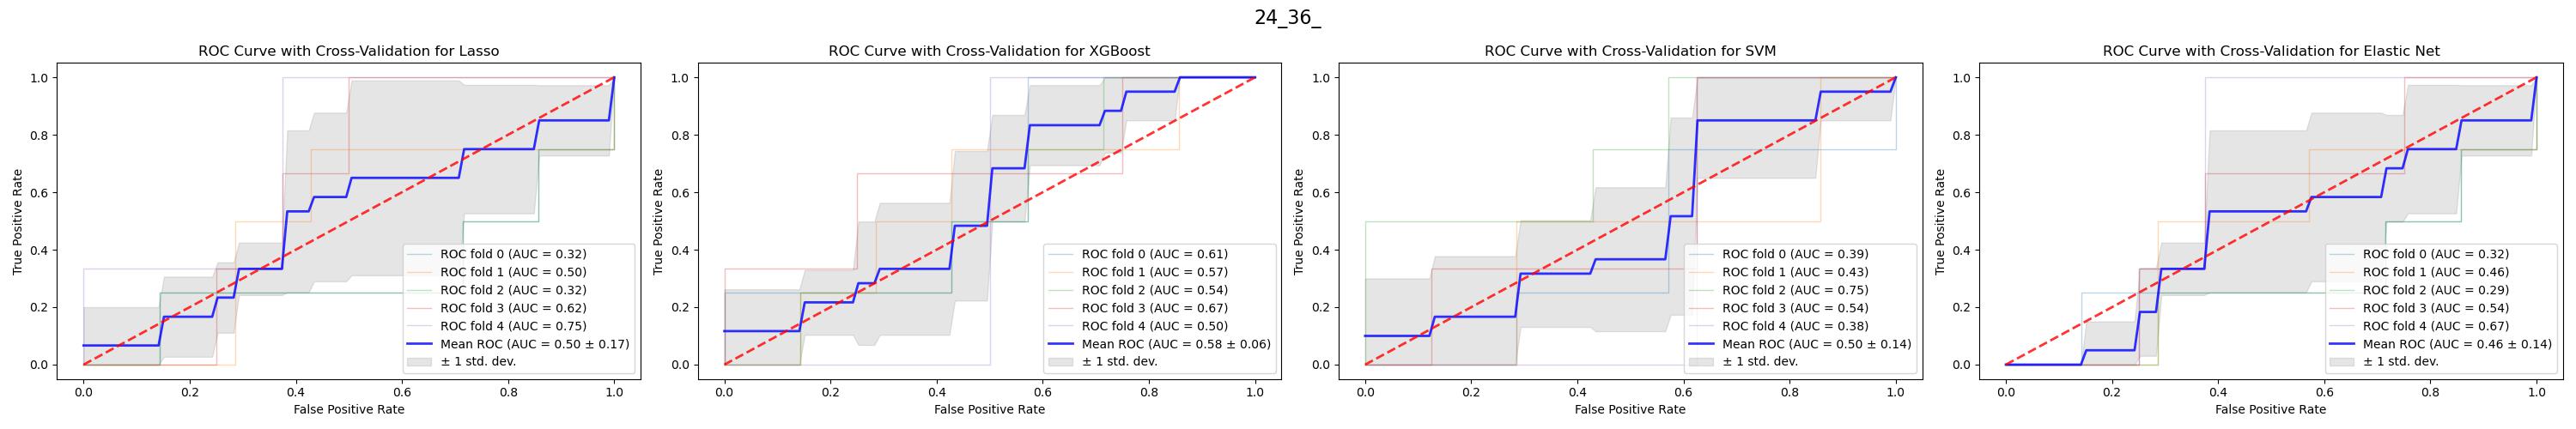 24_36_
ROC Curve with Cross-Validation for Lasso
True Positive Rate
1.0
0.8
0.6
0.4
0.2
0.0
ROC fold 0 (AUC = 0.32)
ROC fold 1 (AUC = 0.50)
ROC fold 2 (AUC = 0.32)
ROC fold 3 (AUC = 0.62)
ROC fold 4 (AUC = 0.75)
Mean ROC (AUC = 0.50 ± 0.17)
± 1 std. dev.
0.0 0.2 0.4 0.6 0.8 1.0
False Positive Rate
ROC Curve with Cross-Validation for XGBoost
True Positive Rate
1.0
0.8
0.6
0.4
0.2
0.0
ROC fold 0 (AUC = 0.61)
ROC fold 1 (AUC = 0.57)
ROC fold 2 (AUC = 0.54)
ROC fold 3 (AUC = 0.67)
ROC fold 4 (AUC = 0.50)
Mean ROC (AUC = 0.58 ± 0.06)
± 1 std. dev.
0.0 0.2 0.4 0.6 0.8 1.0
False Positive Rate
ROC Curve with Cross-Validation for SVM
True Positive Rate
1.0
0.8
0.6
0.4
0.2
0.0
ROC fold 0 (AUC = 0.39)
ROC fold 1 (AUC = 0.43)
ROC fold 2 (AUC = 0.75)
ROC fold 3 (AUC = 0.54)
ROC fold 4 (AUC = 0.38)
Mean ROC (AUC = 0.50 ± 0.14)
± 1 std. dev.
0.0 0.2 0.4 0.6 0.8 1.0
False Positive Rate
ROC Curve with Cross-Validation for Elastic Net
True Positive Rate
1.0
0.8
0.6
0.4
0.2
0.0
ROC fold 0 (AUC = 0.32)
ROC fold 1 (AUC = 0.46)
ROC fold 2 (AUC = 0.29)
ROC fold 3 (AUC = 0.54)
ROC fold 4 (AUC = 0.67)
Mean ROC (AUC = 0.46 ± 0.14)
± 1 std. dev.
0.0 0.2 0.4 0.6 0.8 1.0
False Positive Rate